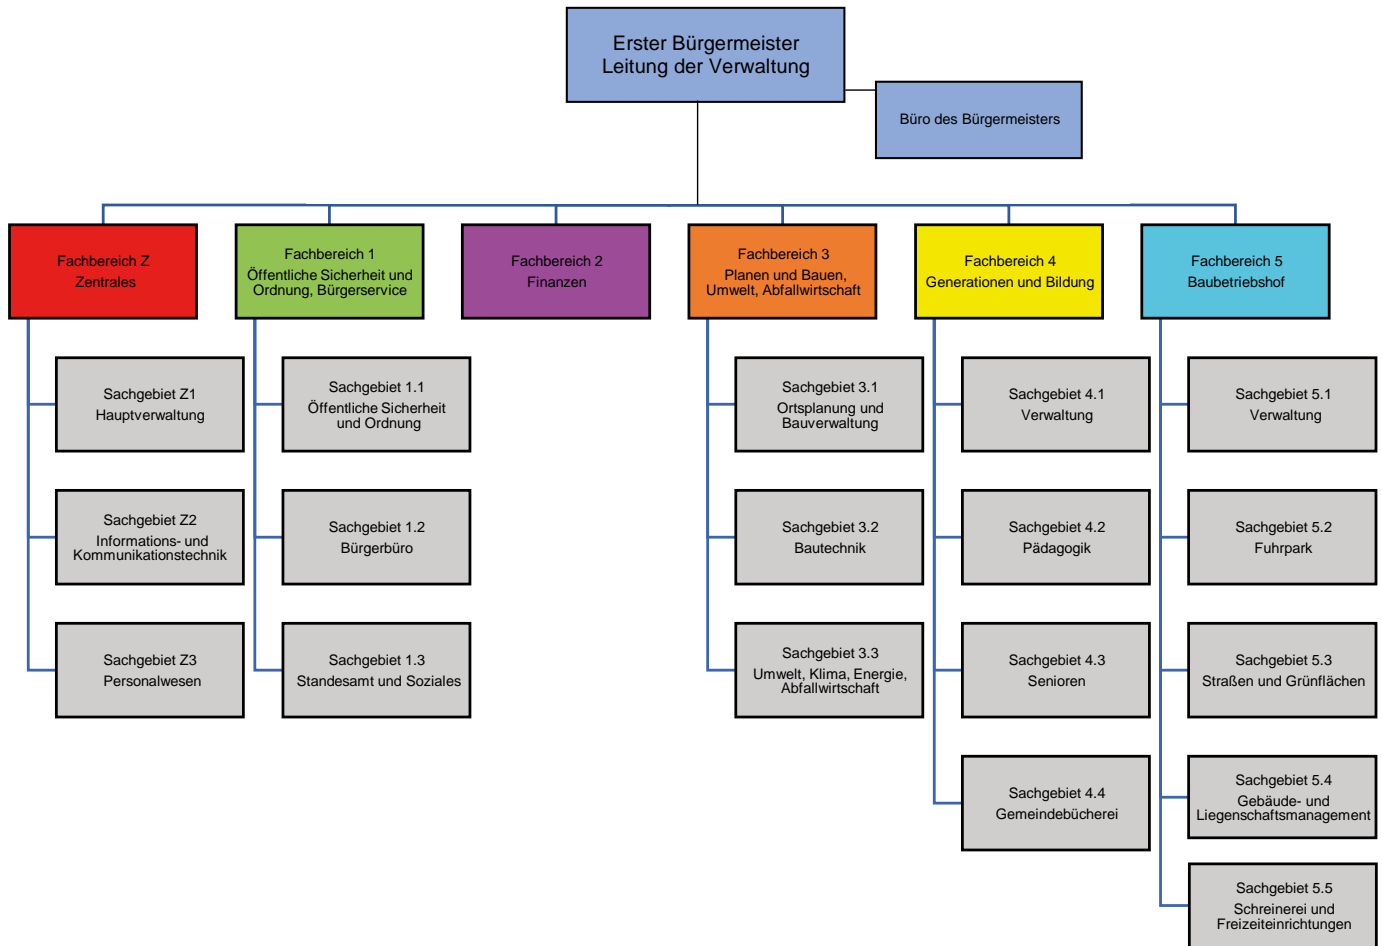 Erster Bürgermeister
Leitung der Verwaltung
Büro des Bürgermeisters
Fachbereich Z
Zentrales
Fachbereich 1
Öffentliche Sicherheit und
Ordnung, Bürgerservice
Fachbereich 2
Finanzen
Fachbereich 3
Planen und Bauen,
Umwelt, Abfallwirtschaft
Fachbereich 4
Generationen und Bildung
Fachbereich 5
Baubetriebshof
Sachgebiet Z1
Hauptverwaltung
Sachgebiet 1.1
Öffentliche Sicherheit
und Ordnung
Sachgebiet 3.1
Ortsplanung und
Bauverwaltung
Sachgebiet 4.1
Verwaltung
Sachgebiet 5.1
Verwaltung
Sachgebiet Z2
Informations- und
Kommunikationstechnik
Sachgebiet 1.2
Bürgerbüro
Sachgebiet 3.2
Bautechnik
Sachgebiet 4.2
Pädagogik
Sachgebiet 5.2
Fuhrpark
Sachgebiet Z3
Personalwesen
Sachgebiet 1.3
Standesamt und Soziales
Sachgebiet 3.3
Umwelt, Klima, Energie,
Abfallwirtschaft
Sachgebiet 4.3
Senioren
Sachgebiet 5.3
Straßen und Grünflächen
Sachgebiet 4.4
Gemeindebücherei
Sachgebiet 5.4
Gebäude- und
Liegenschaftsmanagement
Sachgebiet 5.5
Schreinerei und
Freizeiteinrichtungen